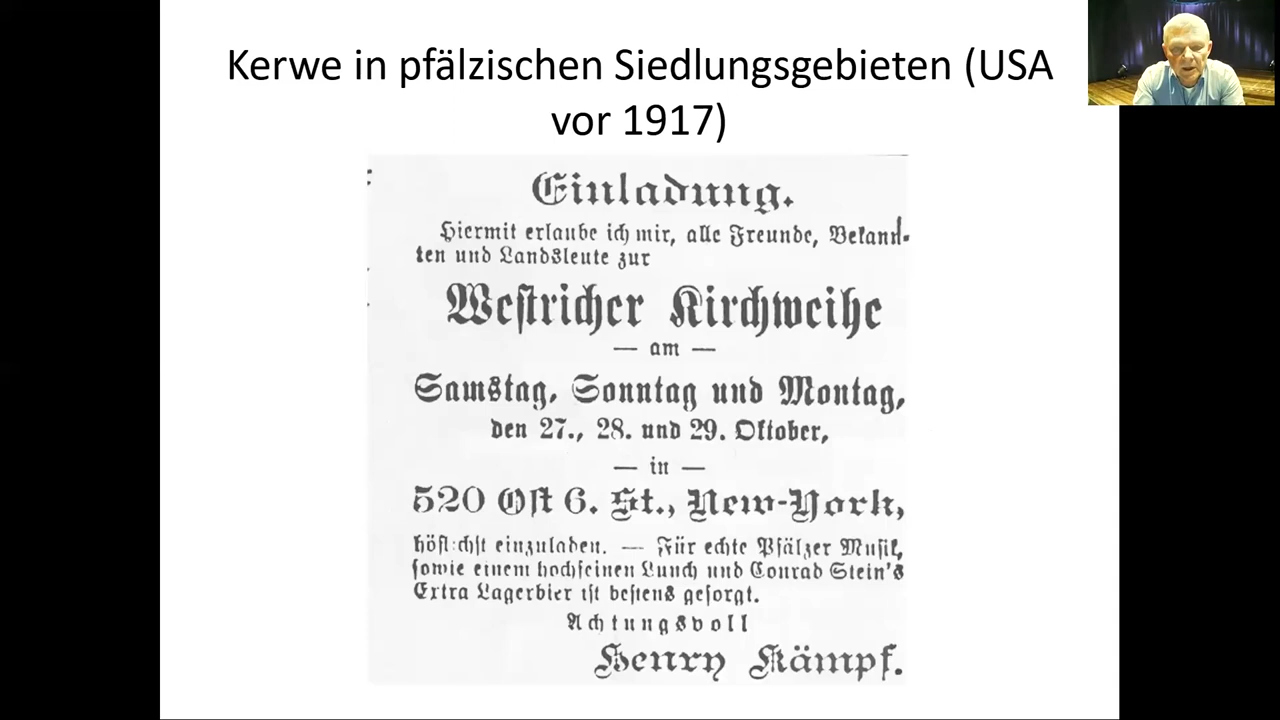 Kerwe in pfälzischen Siedlungsgebieten (USA
vor 1917)
Einladung.
Hiermit erlaube ich mir, alle Freunde, Bekann-
ten und Landsleute zur
Westricher Kirchweihe
— am —
Samstag, Sonntag und Montag,
den 27., 28. und 29. Oktober,
— in —
520 Ost 6. St., New-York,
höflichst einzuladen. — Für echte Pfälzer Musik,
sowie einem hochfeinen Lunch und Conrad Stein's
Extra Lagerbier ist bestens gesorgt.
Achtungsvoll
Henry Kämpf.